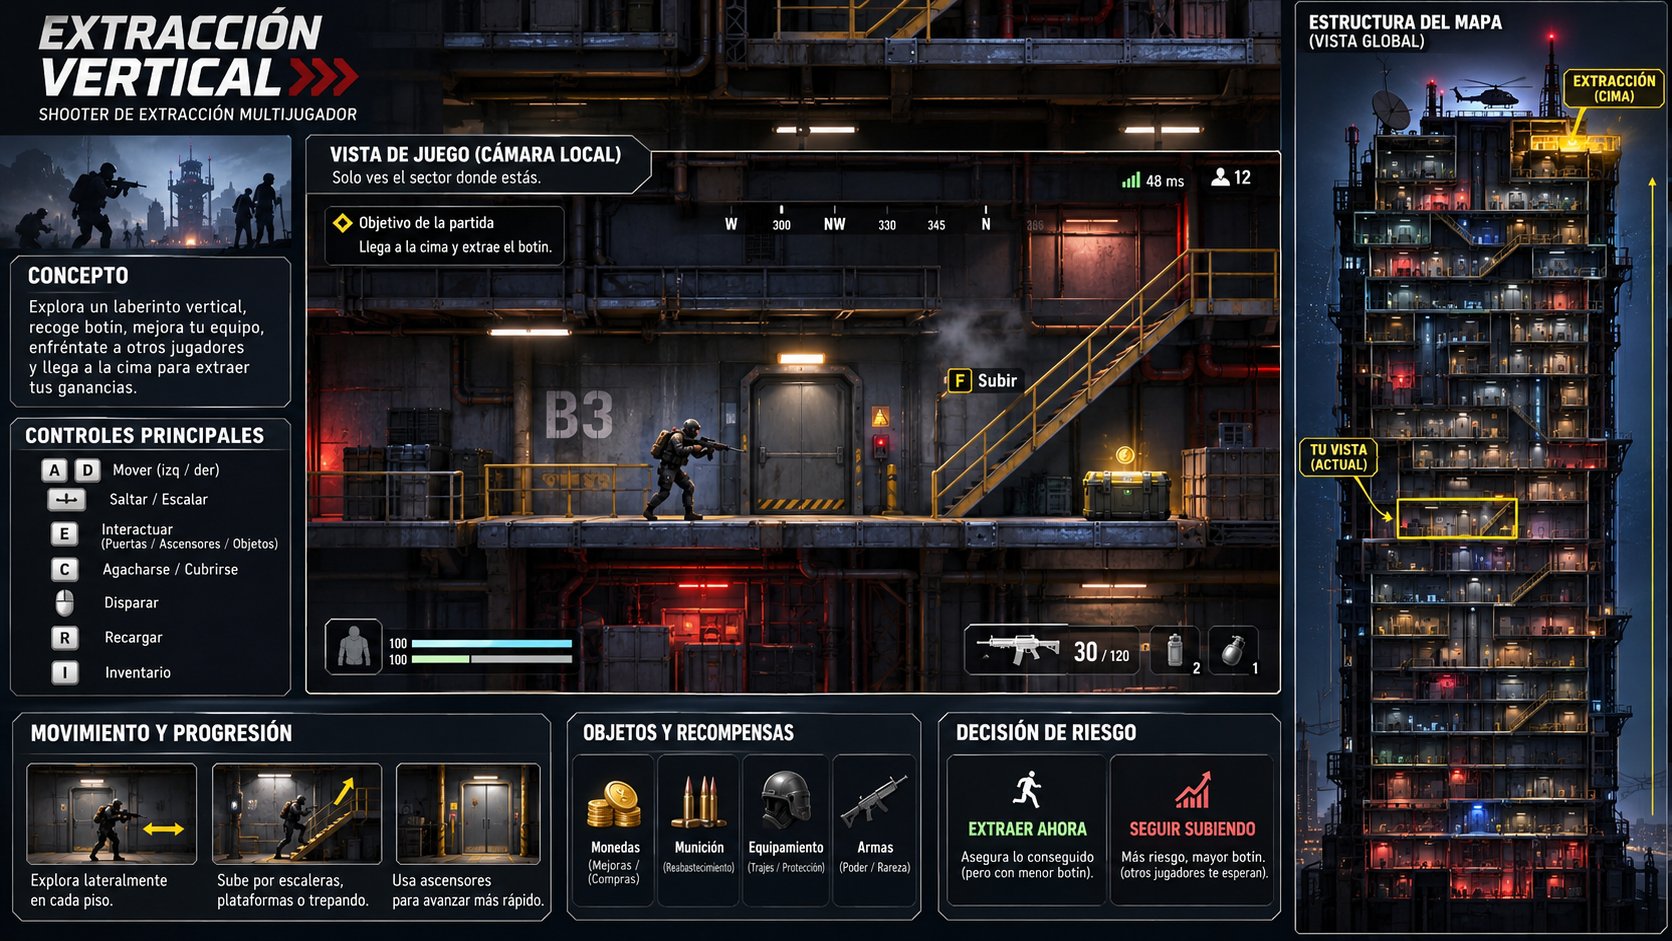 EXTRACCIÓN
VERTICAL
SHOOTER DE EXTRACCIÓN MULTIJUGADOR
CONCEPTO
Explora un laberinto vertical,
recoge botín, mejora tu equipo,
enfréntate a otros jugadores
y llega a la cima para extraer
tus ganancias.
CONTROLES PRINCIPALES
A D Mover (izq / der)
Saltar / Escalar
E Interactuar
(Puertas / Ascensores / Objetos)
C Agacharse / Cubrirse
Disparar
R Recargar
I Inventario
VISTA DE JUEGO (CÁMARA LOCAL)
Solo ves el sector donde estás.
48 ms
12
Objetivo de la partida
Llega a la cima y extrae el botín.
W 300 NW 330 345 N
B3
F Subir
100
100
30 / 120
2
1
MOVIMIENTO Y PROGRESIÓN
Explora lateralmente
en cada piso.
Sube por escaleras,
plataformas o trepando.
Usa ascensores
para avanzar más rápido.
OBJETOS Y RECOMPENSAS
Monedas
(Mejoras /
Compras)
Munición
(Reabastecimiento)
Equipamiento
(Trajes / Protección)
Armas
(Poder / Rareza)
DECISIÓN DE RIESGO
EXTRAER AHORA
Asegura lo conseguido
(pero con menor botín).
SEGUIR SUBIENDO
Más riesgo, mayor botín.
(otros jugadores te esperan).
ESTRUCTURA DEL MAPA
(VISTA GLOBAL)
EXTRACCIÓN
(CIMA)
TU VISTA
(ACTUAL)